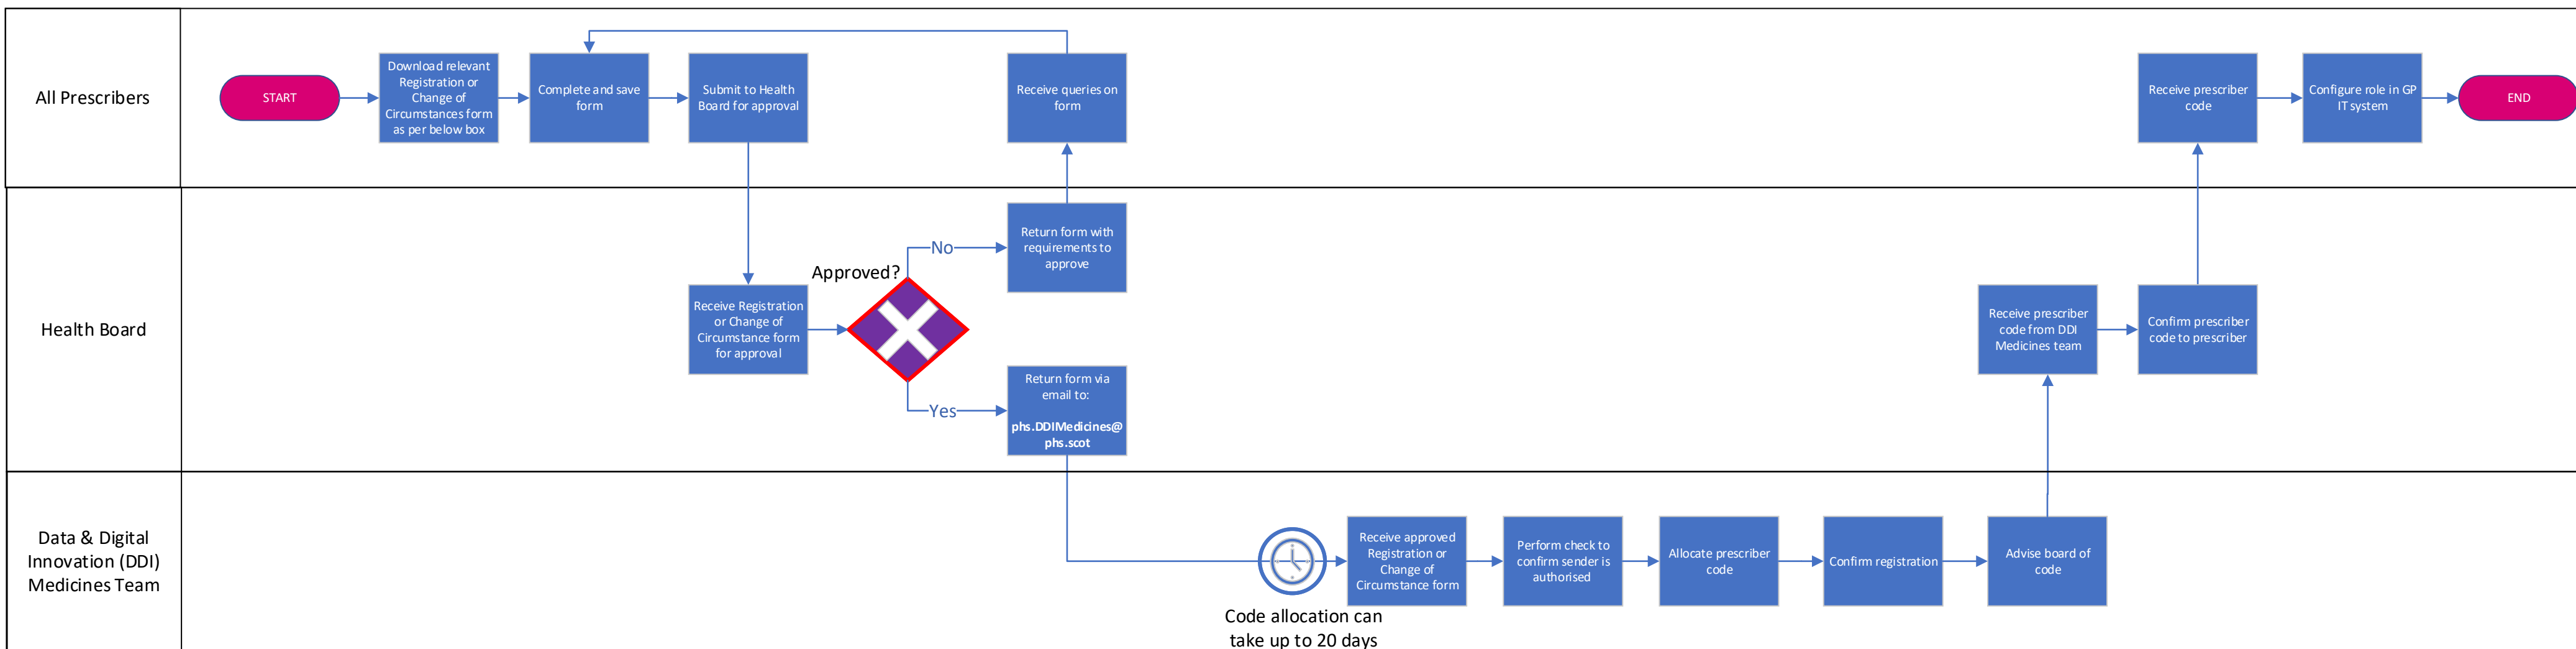 All Prescribers
START
Download relevant
Registration or
Change of
Circumstances form
as per below box
Complete and save
form
Submit to Health
Board for approval
Receive queries on
form
Receive prescriber
code
Configure role in GP
IT system
END
Health Board
Receive Registration
or Change of
Circumstance form
for approval
Approved?
No
Return form with
requirements to
approve
Yes
Return form via
email to:
phs.DDIMedicines@
phs.scot
Receive prescriber
code from DDI
Medicines team
Confirm prescriber
code to prescriber
Data & Digital
Innovation (DDI)
Medicines Team
Code allocation can
take up to 20 days
Receive approved
Registration or
Change of
Circumstance form
Perform check to
confirm sender is
authorised
Allocate prescriber
code
Confirm registration
Advise board of
code